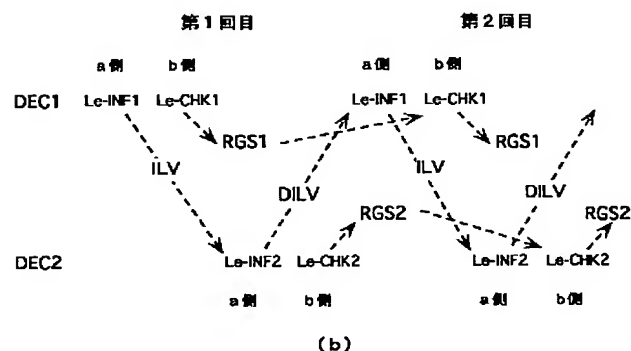 第1回目 第2回目
a側 b側 a側 b側
DEC1 Le-INF1 Le-CHK1 Le-INF1 Le-CHK1
RGS1 RGS1
ILV DILV ILV DILV
RGS2 RGS2
DEC2 Le-INF2 Le-CHK2 Le-INF2 Le-CHK2
a側 b側 a側 b側
(b)